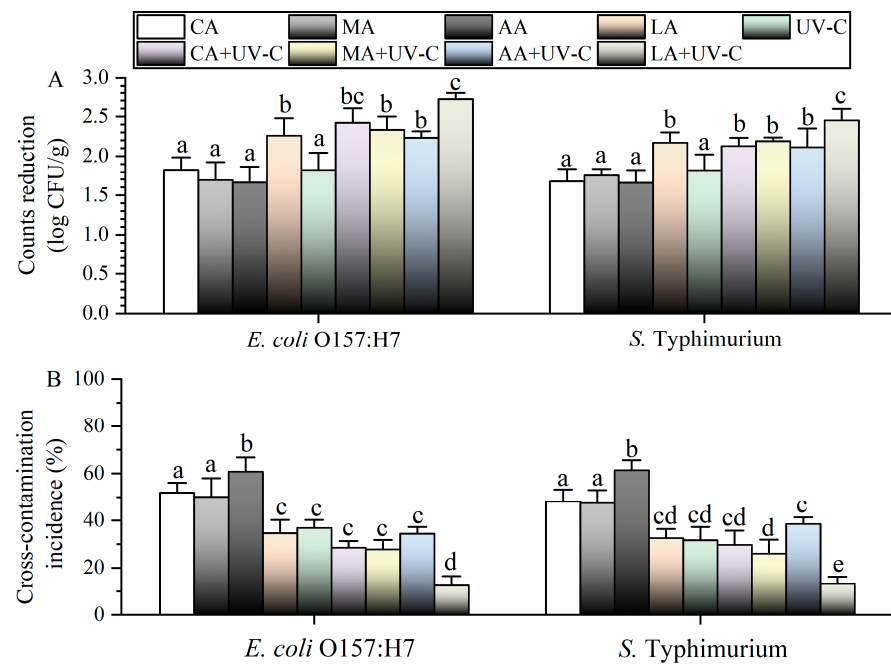 CA MA AA LA UV-C
CA+UV-C MA+UV-C AA+UV-C LA+UV-C
A
Counts reduction
(log CFU/g)
3.0
2.5
2.0
1.5
1.0
0.5
0.0
a a a b a bc b b c
a a a b a b b b c
E. coli O157:H7 S. Typhimurium
B
Cross-contamination
incidence (%)
100
80
60
40
20
0
a a b c c c c c d
a a b cd cd cd d c e
E. coli O157:H7 S. Typhimurium